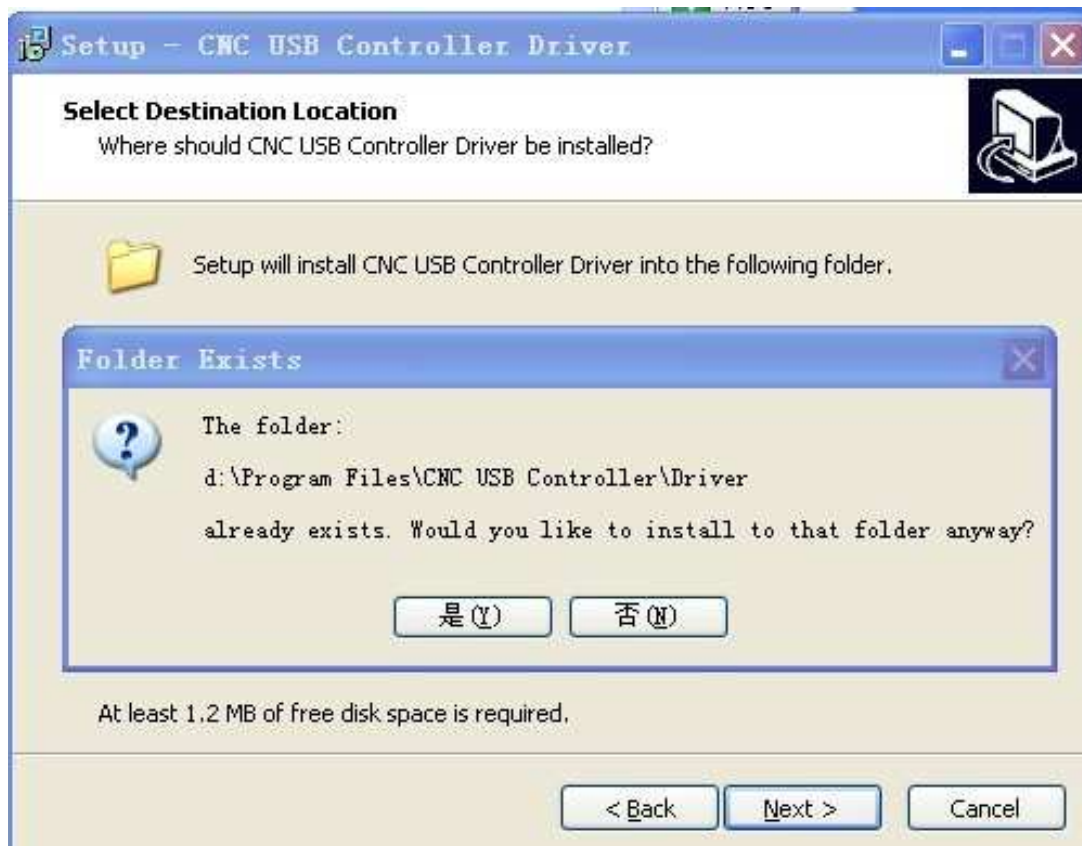 Setup - CNC USB Controller Driver
Select Destination Location
Where should CNC USB Controller Driver be installed?
Setup will install CNC USB Controller Driver into the following folder.
Folder Exists
The folder:
d:\Program Files\CNC USB Controller\Driver
already exists. Would you like to install to that folder anyway?
是(Y) 否(N)
At least 1.2 MB of free disk space is required.
< Back Next > Cancel